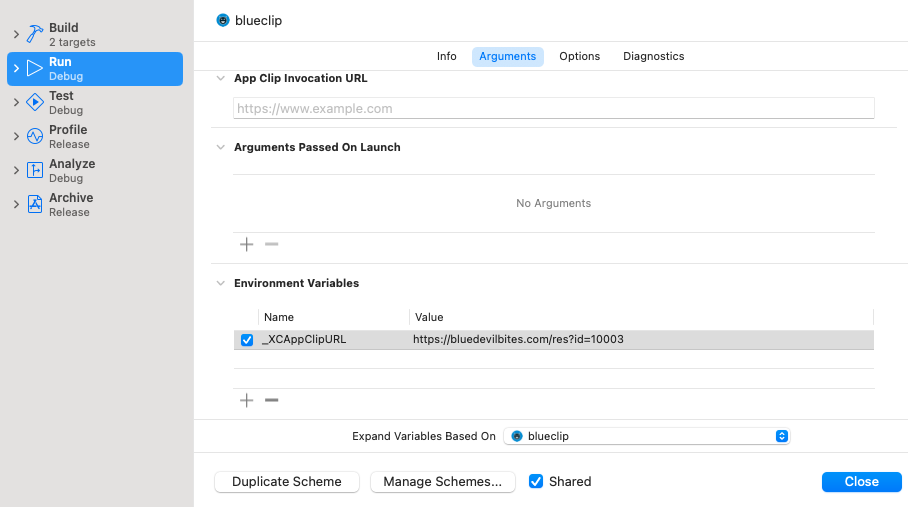 blueclip
Build
2 targets
Run
Debug
Test
Debug
Profile
Release
Analyze
Debug
Archive
Release
Info Arguments Options Diagnostics
App Clip Invocation URL
https://www.example.com
Arguments Passed On Launch
No Arguments
Environment Variables
Name Value
_XCAppClipURL https://bluedevilbites.com/res?id=10003
Expand Variables Based On blueclip
Duplicate Scheme Manage Schemes... Shared Close